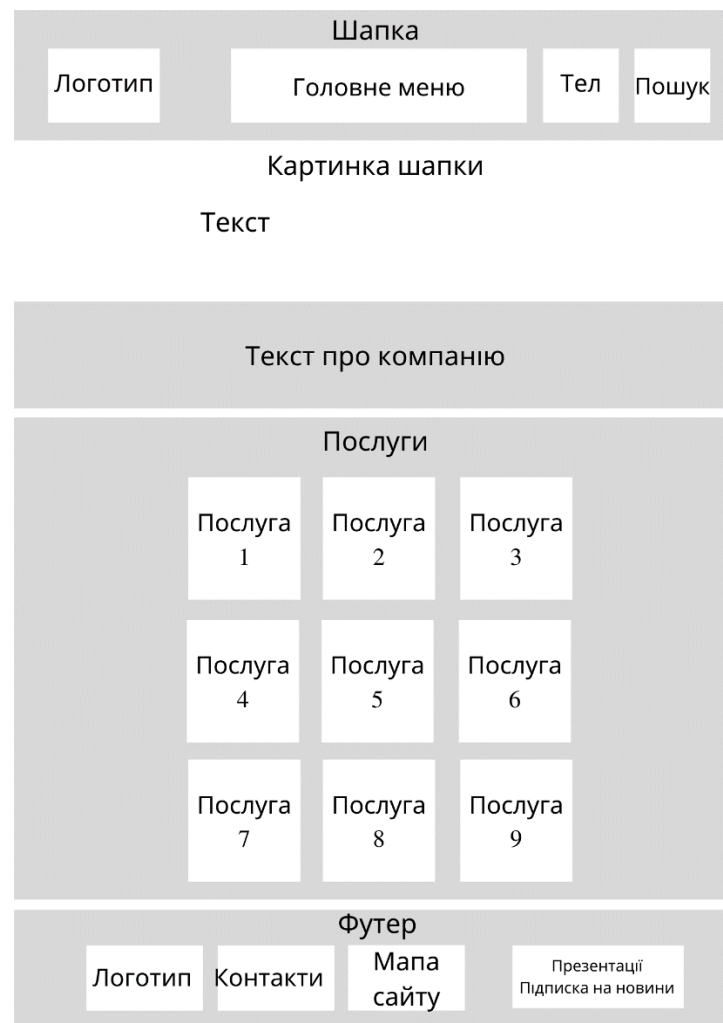 Шапка
Логотип
Головне меню
Тел
Пошук
Картинка шапки
Текст
Текст про компанію
Послуги
Послуга
1
Послуга
2
Послуга
3
Послуга
4
Послуга
5
Послуга
6
Послуга
7
Послуга
8
Послуга
9
Футер
Логотип
Контакти
Мапа
сайту
Презентації
Підписка на новини